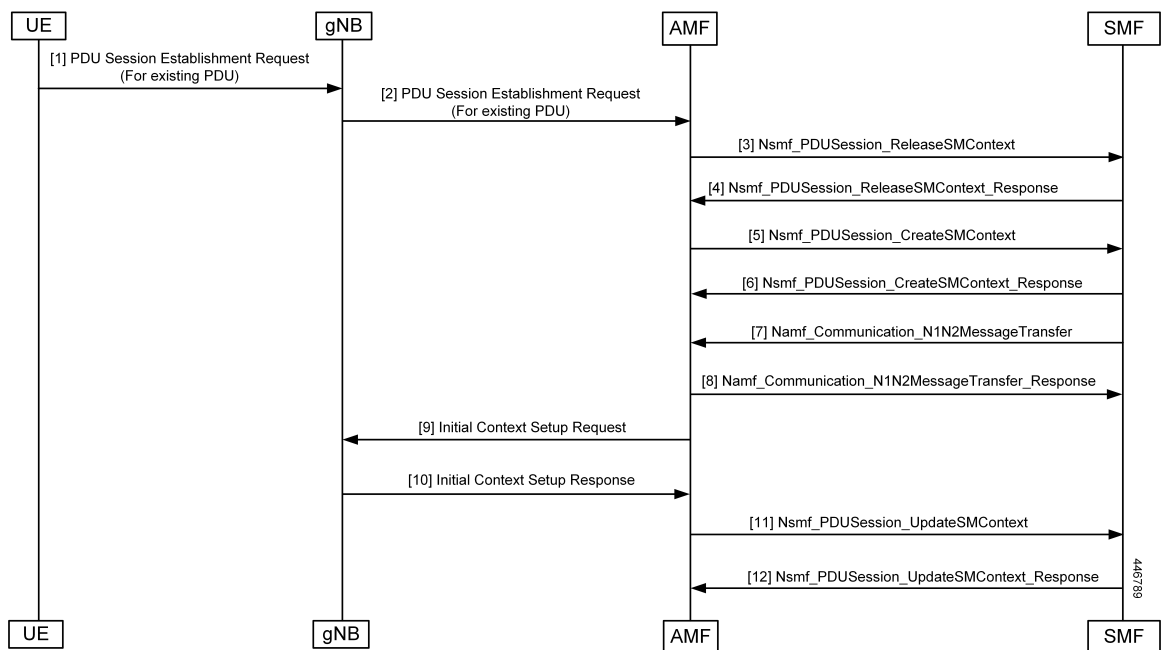 UE
gNB
AMF
SMF
[1] PDU Session Establishment Request
(For existing PDU)
[2] PDU Session Establishment Request
(For existing PDU)
[3] Nsmf_PDUSession_ReleaseSMContext
[4] Nsmf_PDUSession_ReleaseSMContext_Response
[5] Nsmf_PDUSession_CreateSMContext
[6] Nsmf_PDUSession_CreateSMContext_Response
[7] Namf_Communication_N1N2MessageTransfer
[8] Namf_Communication_N1N2MessageTransfer_Response
[9] Initial Context Setup Request
[10] Initial Context Setup Response
[11] Nsmf_PDUSession_UpdateSMContext
[12] Nsmf_PDUSession_UpdateSMContext_Response
446789
UE
gNB
AMF
SMF